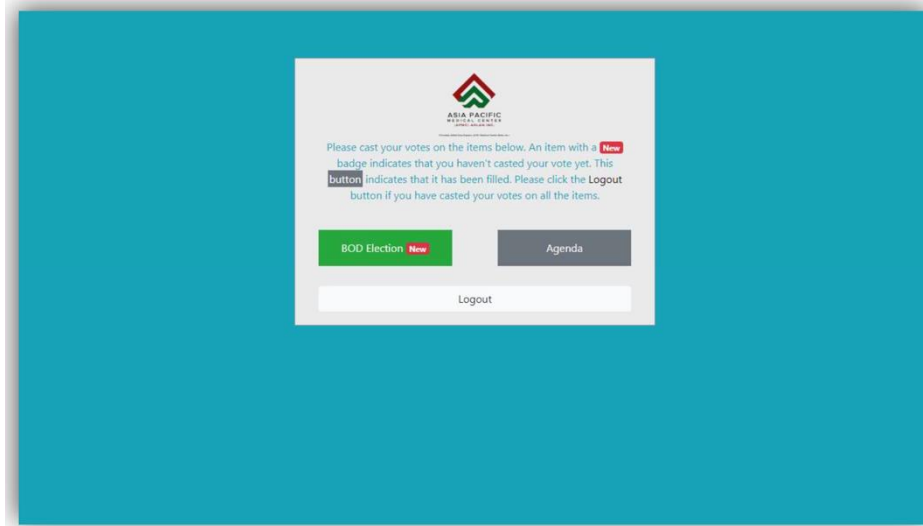 ASIA PACIFIC
MEDICAL CENTER
Please cast your votes on the items below. An item with a New
badge indicates that you haven't casted your vote yet. This
button indicates that it has been filled. Please click the Logout
button if you have casted your votes on all the items.
BOD Election New
Agenda
Logout